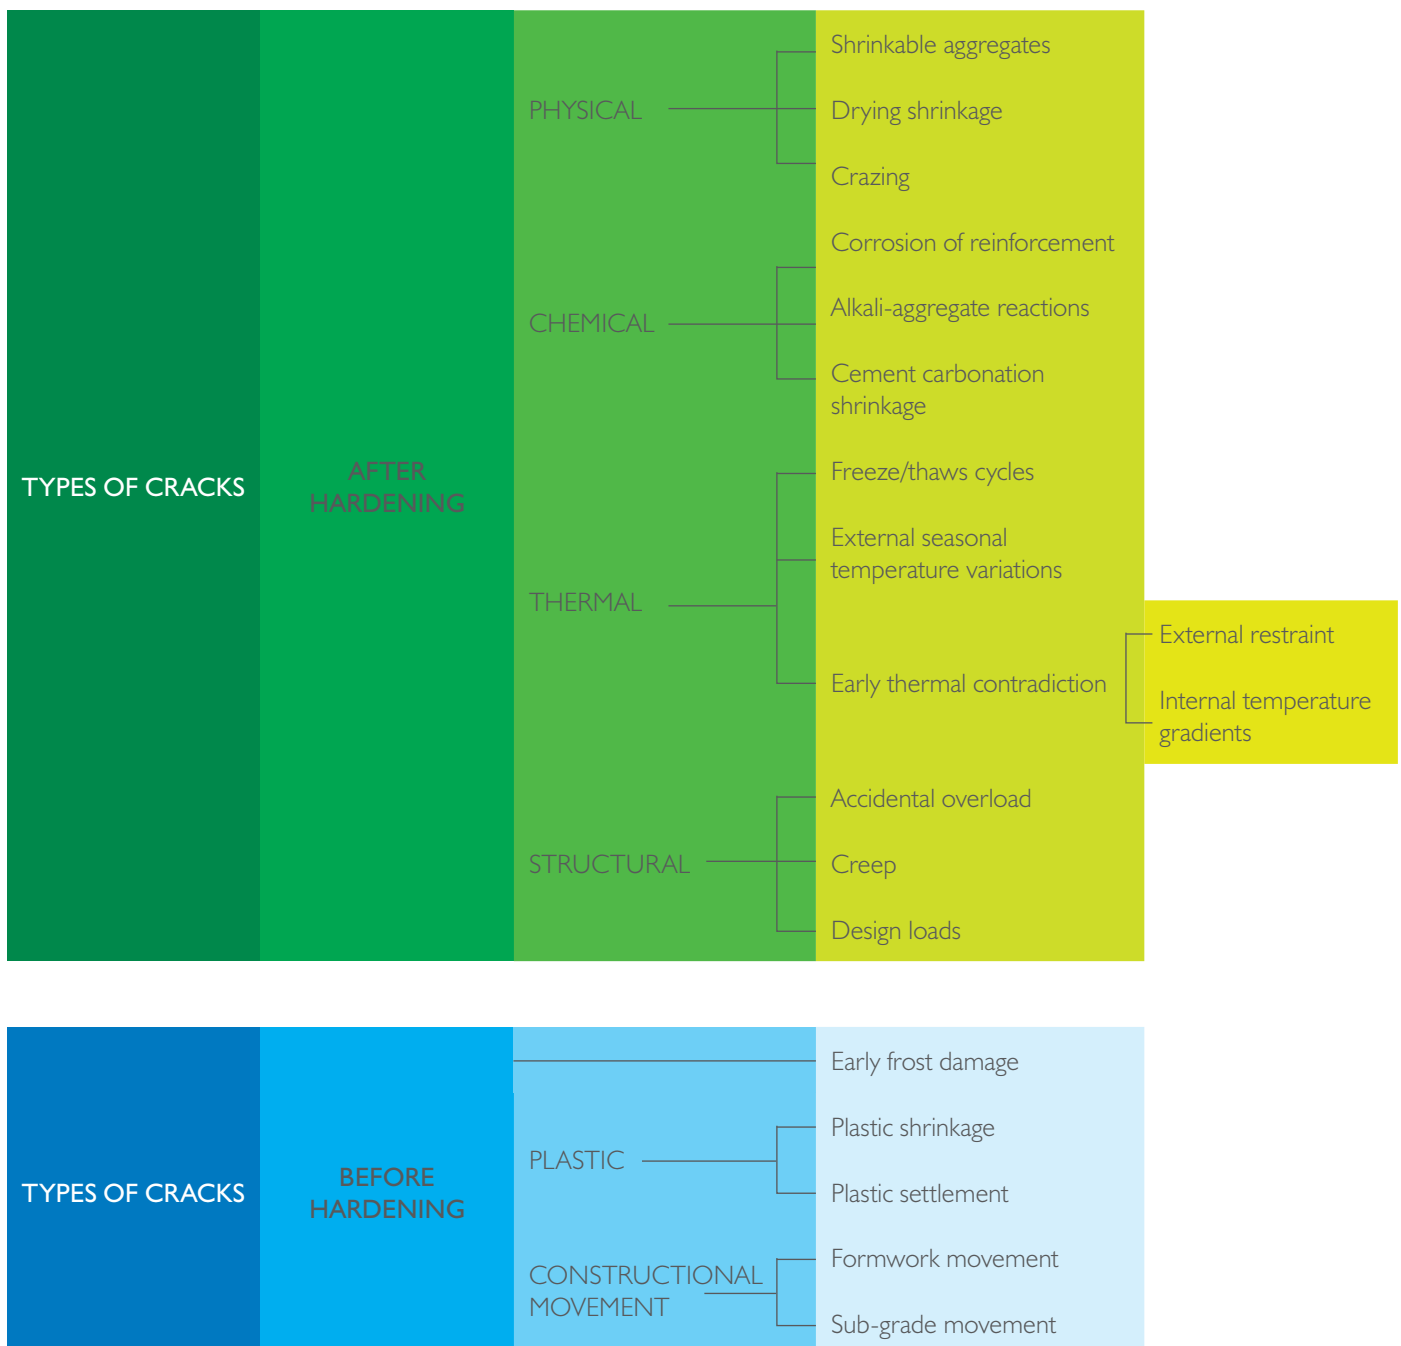 TYPES OF CRACKS
AFTER
HARDENING
PHYSICAL
Shrinkable aggregates
Drying shrinkage
Crazing
CHEMICAL
Corrosion of reinforcement
Alkali-aggregate reactions
Cement carbonation
shrinkage
THERMAL
Freeze/thaws cycles
External seasonal
temperature variations
Early thermal contradiction
External restraint
Internal temperature
gradients
STRUCTURAL
Accidental overload
Creep
Design loads
TYPES OF CRACKS
BEFORE
HARDENING
Early frost damage
PLASTIC
Plastic shrinkage
Plastic settlement
CONSTRUCTIONAL
MOVEMENT
Formwork movement
Sub-grade movement